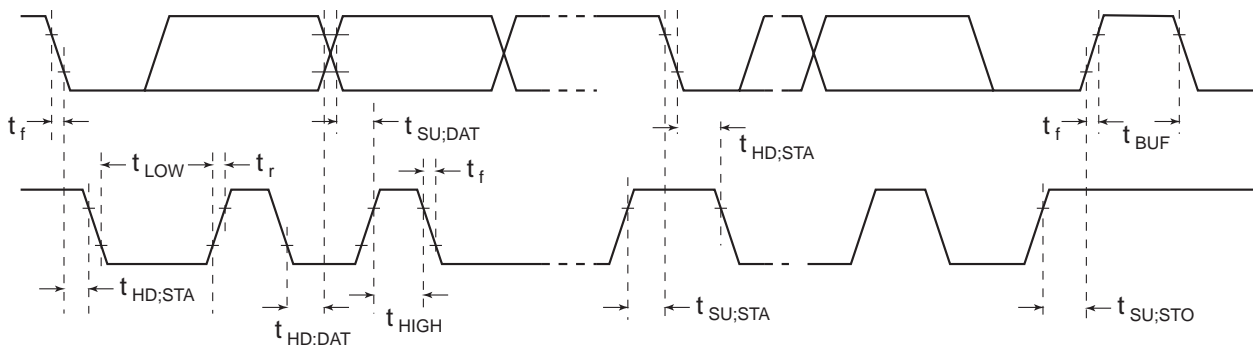 t f
t SU;DAT
t HD;STA
t f
t BUF
t LOW
t r
t f
t HD;STA
t HD;DAT
t HIGH
t SU;STA
t SU;STO